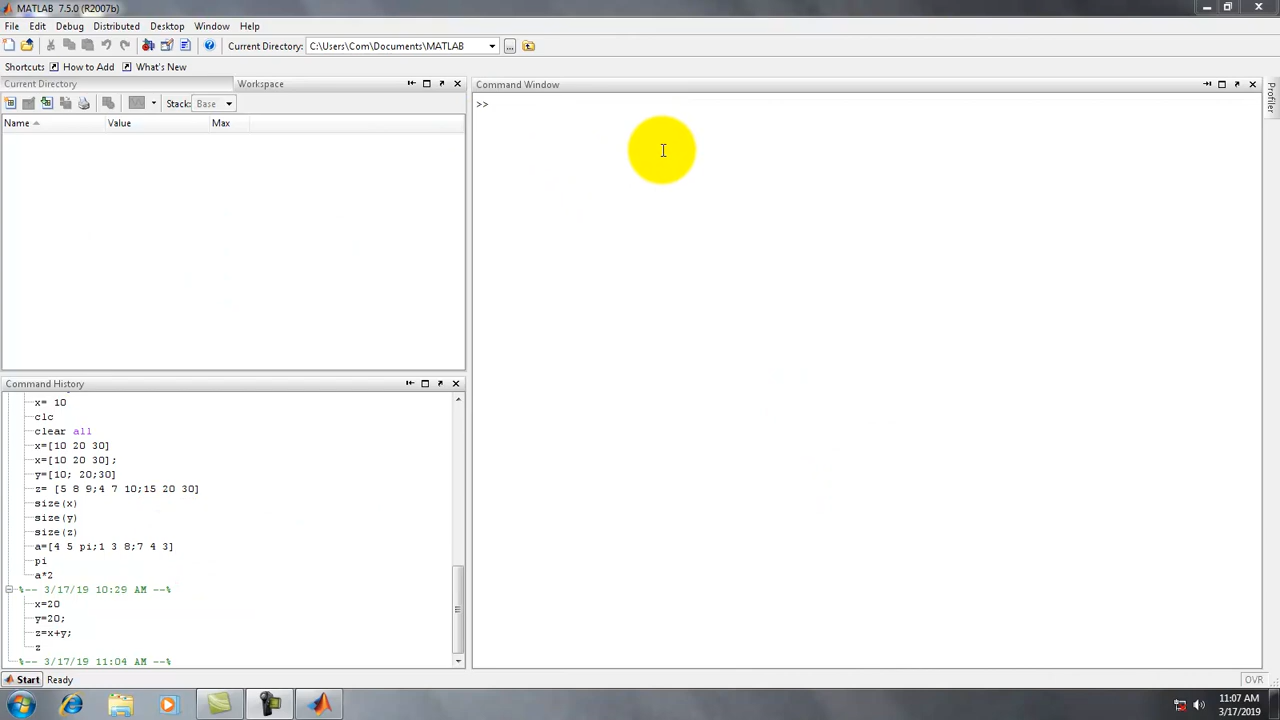 MATLAB 7.5.0 (R2007b)
File Edit Debug Distributed Desktop Window Help
Current Directory: C:\Users\Com\Documents\MATLAB ...
Shortcuts How to Add What's New
Current Directory Workspace
Stack: Base
Name Value Max
Command History
x= 10
clc
clear all
x=[10 20 30]
x=[10 20 30];
y=[10; 20;30]
z= [5 8 9;4 7 10;15 20 30]
size(x)
size(y)
size(z)
a=[4 5 pi;1 3 8;7 4 3]
pi
a*2
%-- 3/17/19 10:29 AM --%
x=20
y=20;
z=x+y;
z
%-- 3/17/19 11:04 AM --%
Command Window
>>
Profiler
Start Ready
OVR
11:07 AM
3/17/2019